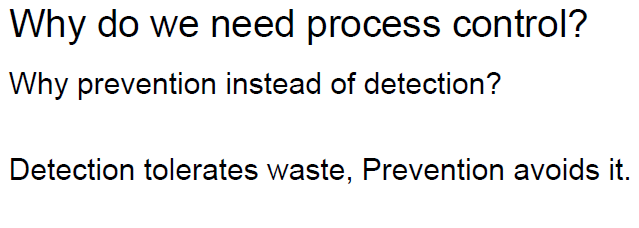 Why do we need process control?
Why prevention instead of detection?
Detection tolerates waste, Prevention avoids it.